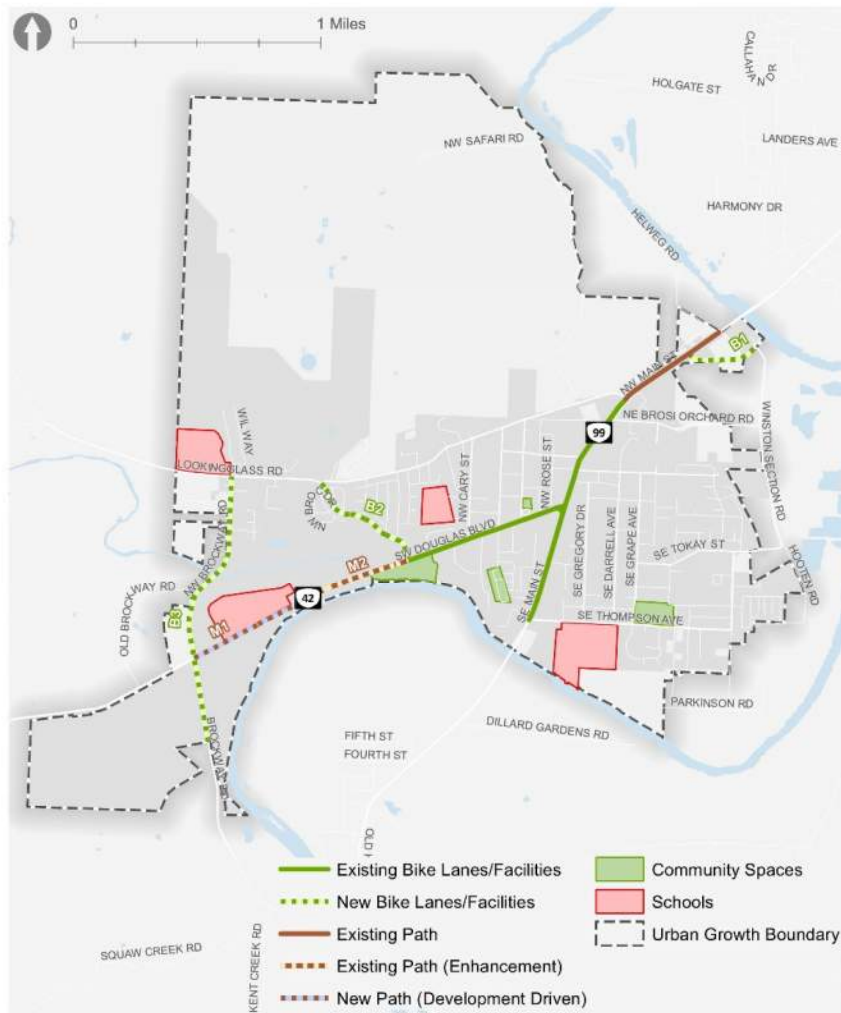 0
1 Miles
CALLAHAN DR
HOLGATE ST
NW SAFARI RD
LANDERS AVE
HARMONY DR
HELWEG RD
B1
NW MAIN ST
NE BROSI ORCHARD RD
99
WINSTON SECTION RD
WIL WAY
LOOKINGGLASS RD
NW CARY ST
NW ROSE ST
B2
SW DOUGLAS BLVD
SE GREGORY DR
SE DARRELL AVE
SE GRAPE AVE
SE TOKAY ST
HOOTEN RD
NW BROCKWAY RD
M2
42
OLD BROCKWAY RD
B3
M1
SE MAIN ST
SE THOMPSON AVE
PARKINSON RD
DILLARD GARDENS RD
FIFTH ST
FOURTH ST
SQUAW CREEK RD
KENT CREEK RD
Existing Bike Lanes/Facilities
New Bike Lanes/Facilities
Existing Path
Existing Path (Enhancement)
New Path (Development Driven)
Community Spaces
Schools
Urban Growth Boundary